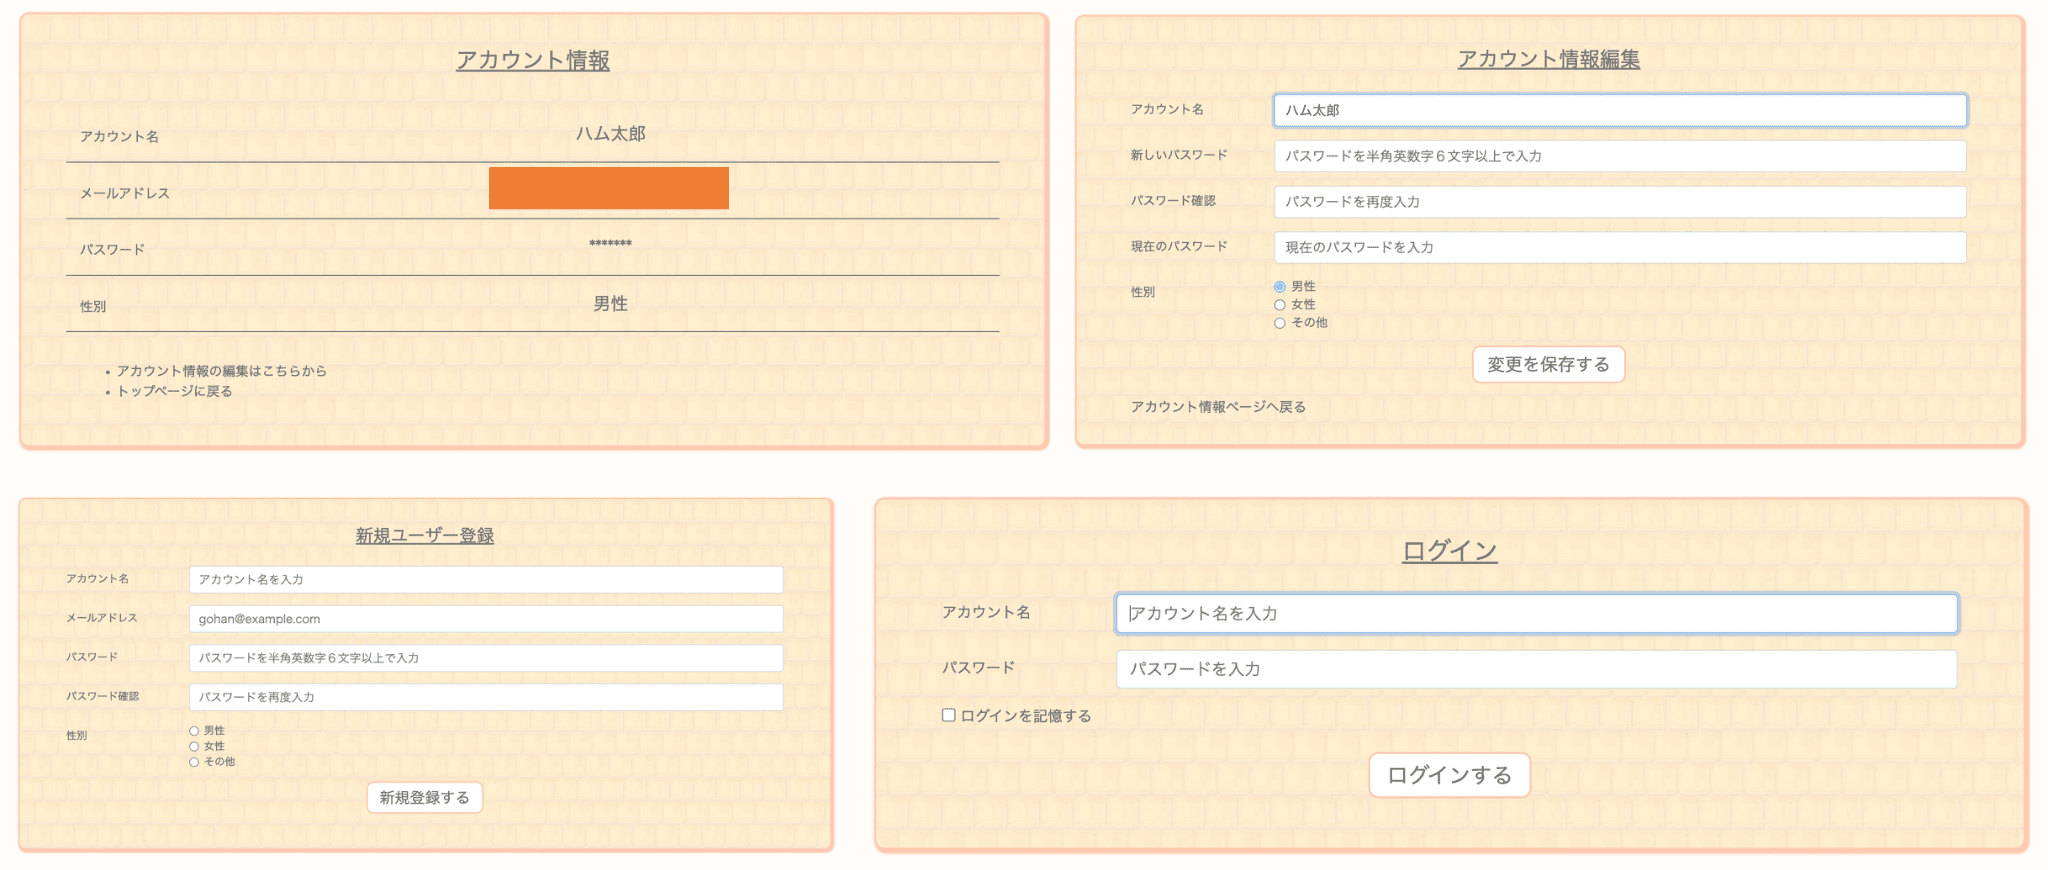 アカウント情報
アカウント名
ハム太郎
メールアドレス
パスワード
*******
性別
男性
アカウント情報の編集はこちらから
トップページに戻る
アカウント情報編集
アカウント名
ハム太郎
新しいパスワード
パスワードを半角英数字６文字以上で入力
パスワード確認
パスワードを再度入力
現在のパスワード
現在のパスワードを入力
性別
男性
女性
その他
変更を保存する
アカウント情報ページへ戻る
新規ユーザー登録
アカウント名
アカウント名を入力
メールアドレス
gohan@example.com
パスワード
パスワードを半角英数字６文字以上で入力
パスワード確認
パスワードを再度入力
性別
男性
女性
その他
新規登録する
ログイン
アカウント名
アカウント名を入力
パスワード
パスワードを入力
ログインを記憶する
ログインする